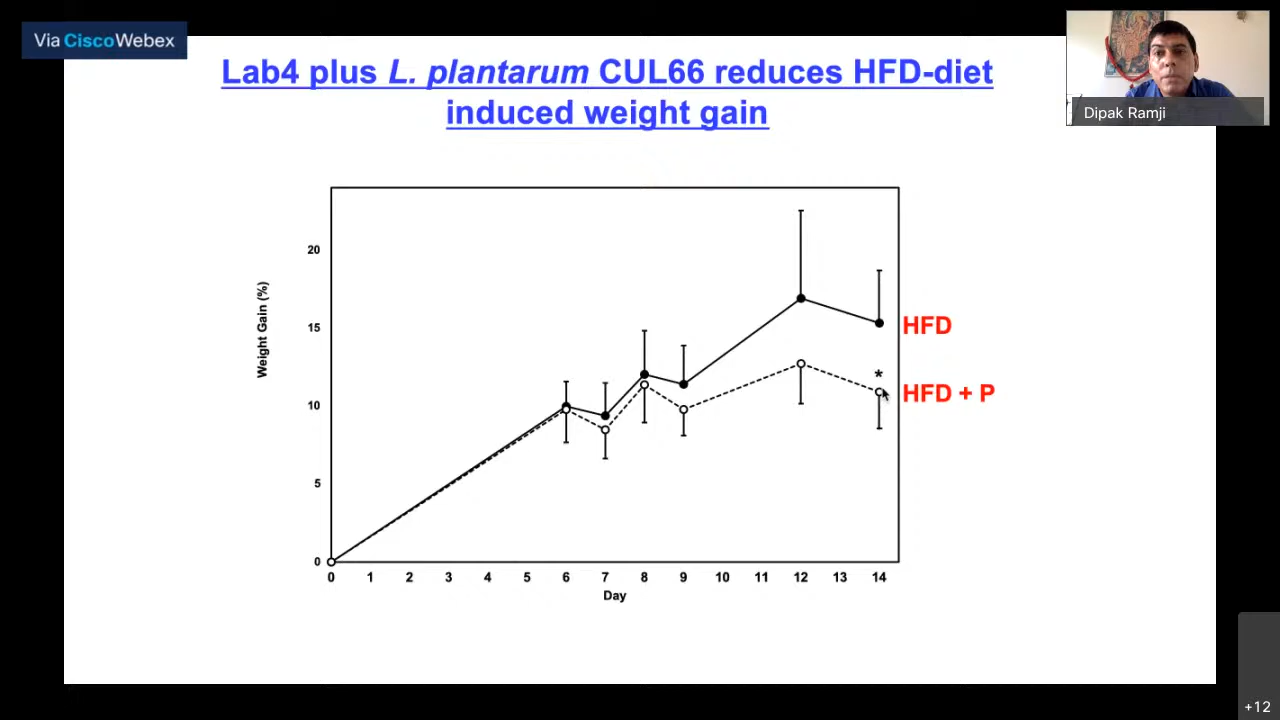 Via CiscoWebex
Lab4 plus L. plantarum CUL66 reduces HFD-diet
induced weight gain
Dipak Ramji
Weight Gain (%)
20
15
10
5
0
HFD
*
HFD + P
0 1 2 3 4 5 6 7 8 9 10 11 12 13 14
Day
+12